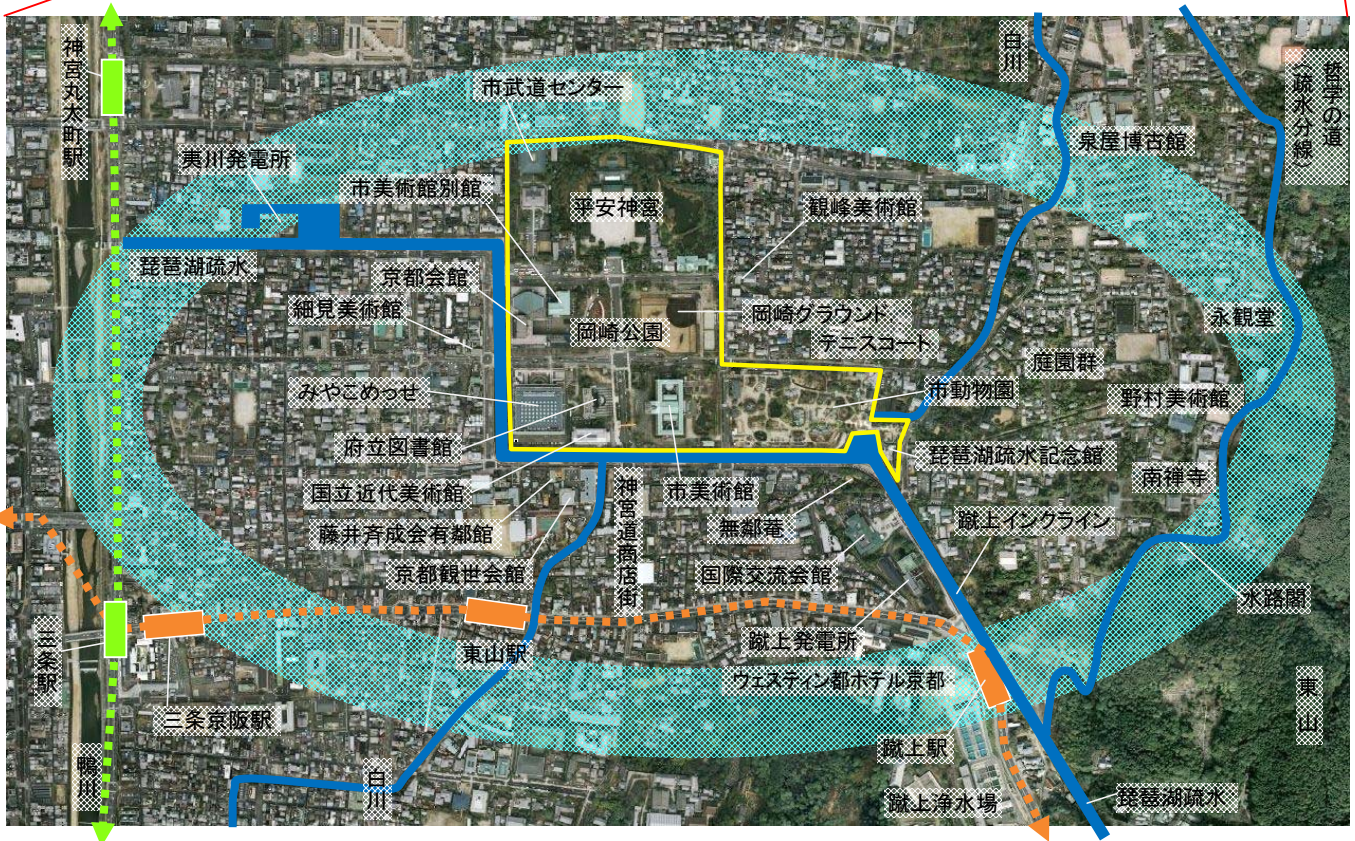 神宮丸太町駅
白川
哲学の道
(疏水分線)
市武道センター
泉屋博古館
夷川発電所
市美術館別館
平安神宮
観峰美術館
琵琶湖疏水
京都会館
細見美術館
岡崎公園
岡崎グラウンド、
テニスコート
永観堂
庭園群
みやこめっせ
市動物園
野村美術館
府立図書館
琵琶湖疏水記念館
国立近代美術館
市美術館
南禅寺
神宮道商店街
藤井斉成会有鄰館
無鄰菴
蹴上インクライン
京都観世会館
国際交流会館
水路閣
三条駅
東山駅
蹴上発電所
ウェスティン都ホテル京都
東山
三条京阪駅
蹴上駅
鴨川
白川
蹴上浄水場
琵琶湖疏水